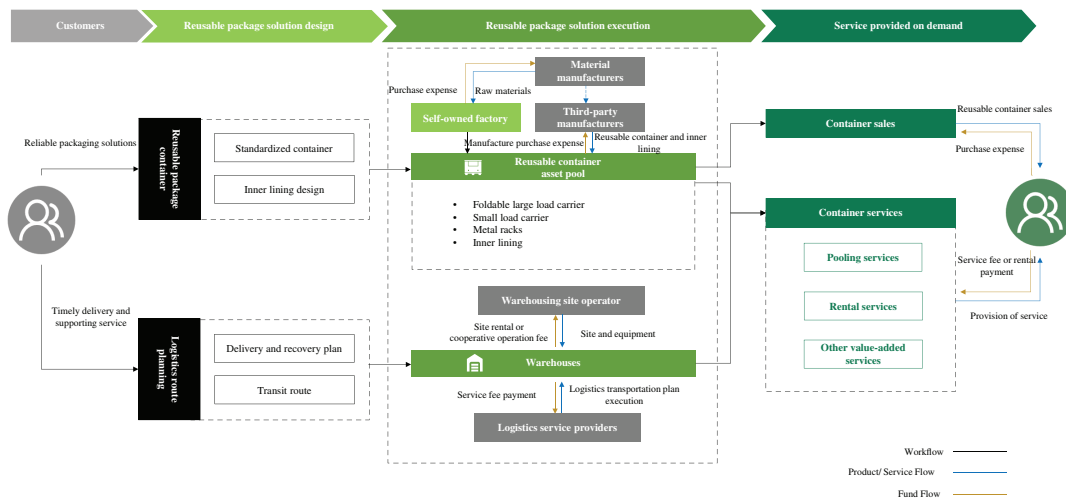 Customers
Reusable package solution design
Reusable package solution execution
Service provided on demand
Material
manufacturers
Purchase expense
Raw materials
Self-owned factory
Third-party
manufacturers
Manufacture purchase expense
Reusable container and inner
lining
Reusable container
asset pool
Foldable large load carrier
Small load carrier
Metal racks
Inner lining
Reliable packaging solutions
Reusable package
container
Standardized container
Inner lining design
Timely delivery and
supporting service
Logistics route
planning
Delivery and recovery plan
Transit route
Warehousing site operator
Site rental or
cooperative operation fee
Site and equipment
Warehouses
Service fee payment
Logistics transportation plan
execution
Logistics service providers
Container sales
Reusable container sales
Purchase expense
Container services
Pooling services
Rental services
Other value-added
services
Service fee or rental
payment
Provision of service
Workflow
Product/ Service Flow
Fund Flow